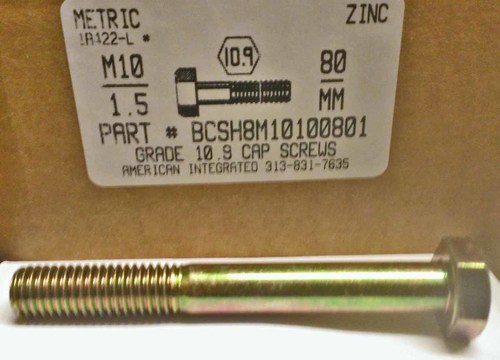 METRIC ZINC
1R422-L #
M10 10.9 80
1.5 MM
PART # BCSH8M10100801
GRADE 10.9 CAP SCREWS
AMERICAN INTEGRATED 313-831-7635